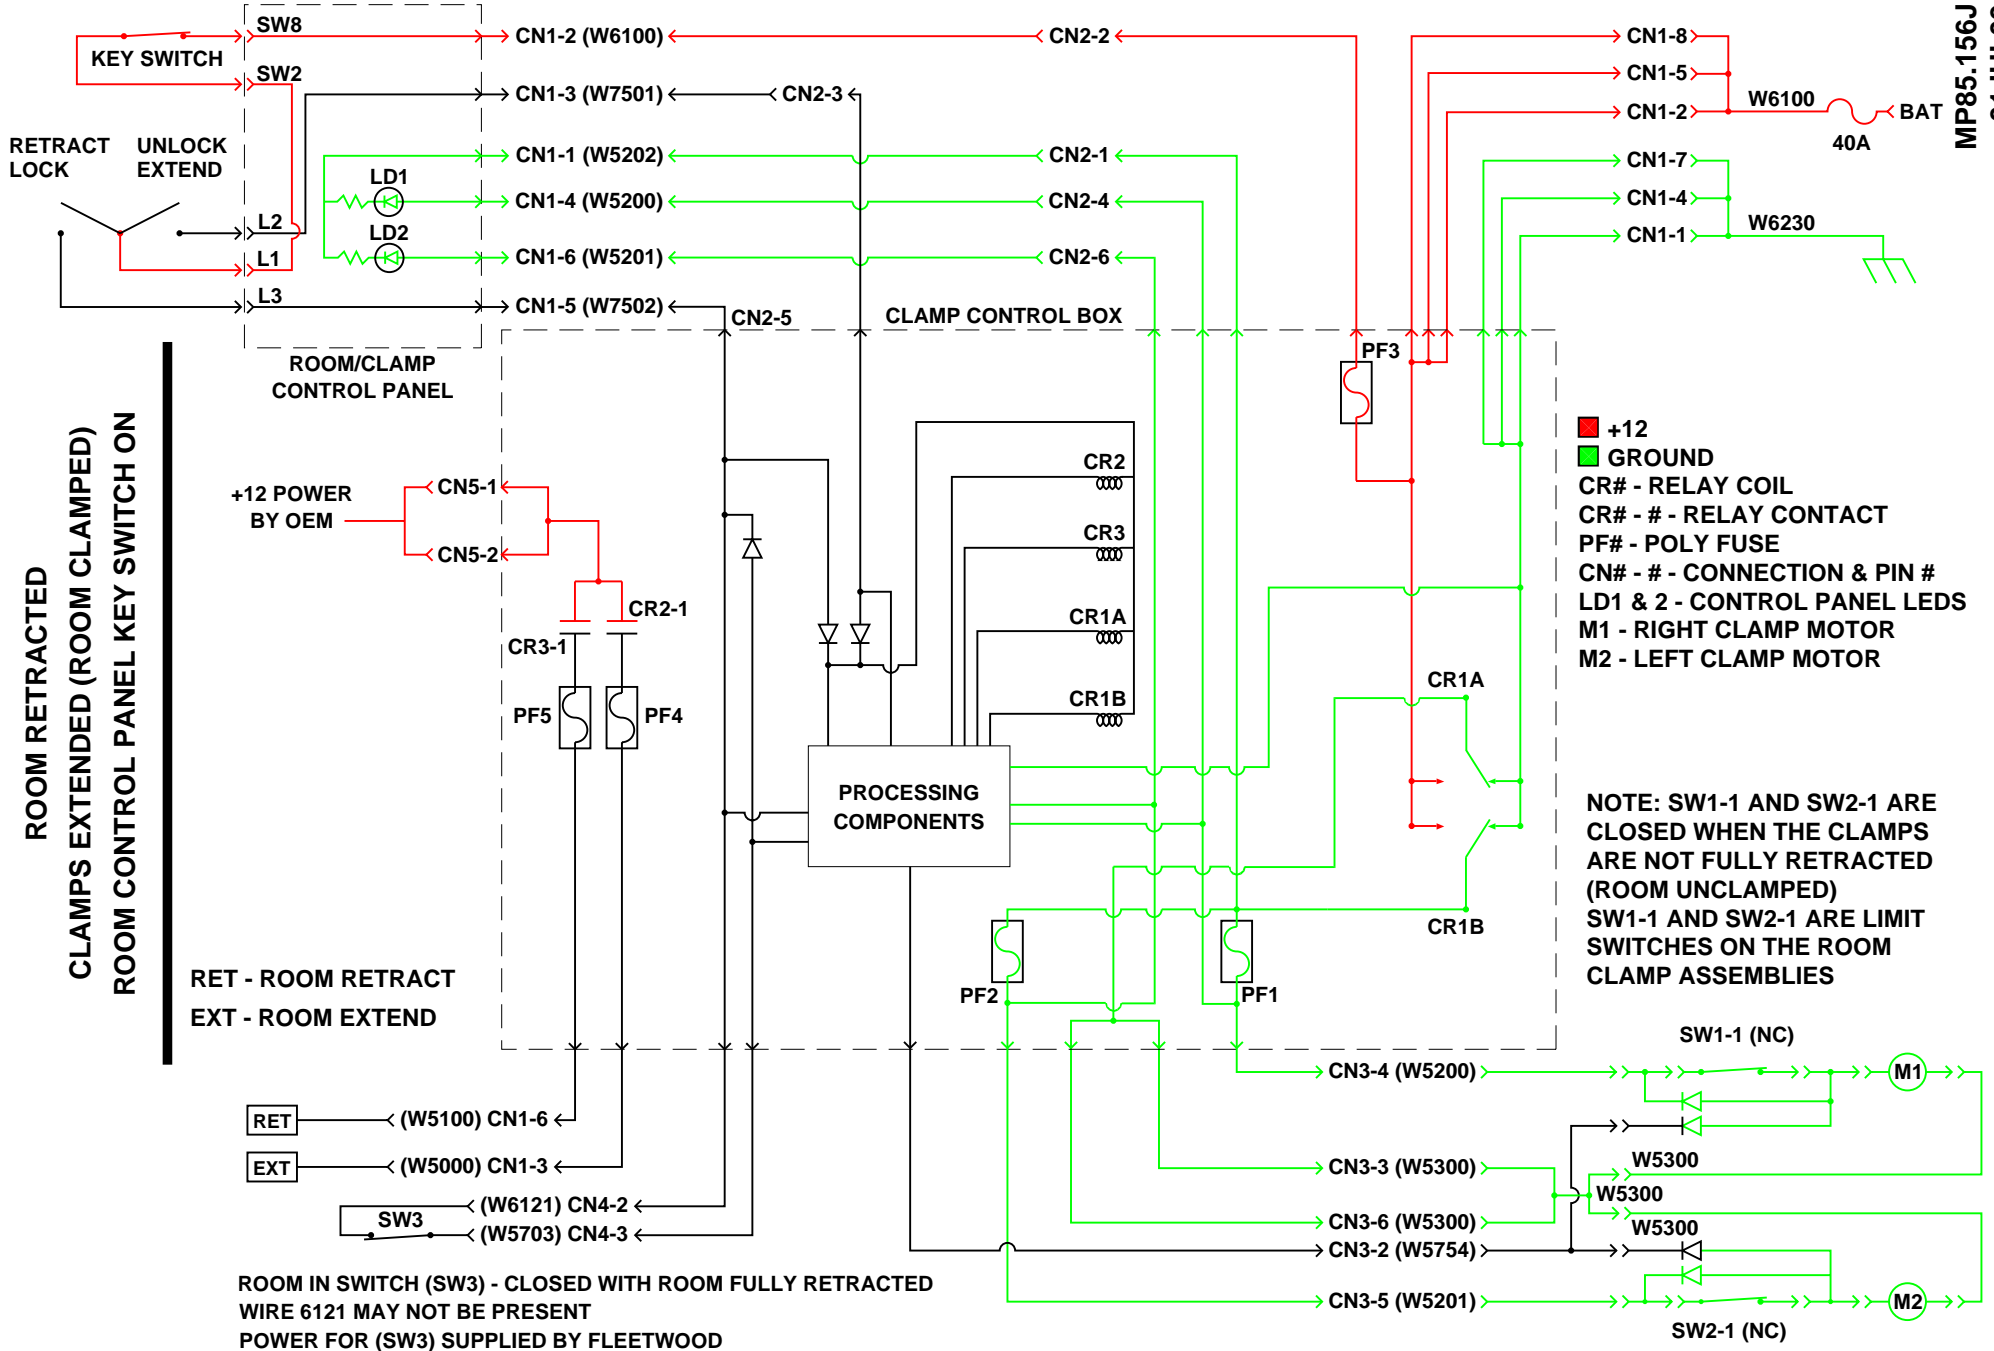 SW8
KEY SWITCH
SW2
RETRACT
LOCK
UNLOCK
EXTEND
L2
L1
L3
LD1
LD2
CN1-2 (W6100)
CN2-2
CN1-3 (W7501)
CN2-3
CN1-1 (W5202)
CN2-1
CN1-4 (W5200)
CN2-4
CN1-6 (W5201)
CN2-6
CN1-5 (W7502)
CN2-5
CN1-8
CN1-5
CN1-2
W6100
BAT
40A
CN1-7
CN1-4
CN1-1
W6230
MP85.156J
ROOM/CLAMP
CONTROL PANEL
CLAMP CONTROL BOX
PF3
ROOM RETRACTED
CLAMPS EXTENDED (ROOM CLAMPED)
ROOM CONTROL PANEL KEY SWITCH ON
+12 POWER
BY OEM
CN5-1
CN5-2
CR2-1
CR3-1
PF5
PF4
CR2
CR3
CR1A
CR1B
PROCESSING
COMPONENTS
CR1A
CR1B
PF2
PF1
+12
GROUND
CR# - RELAY COIL
CR# - # - RELAY CONTACT
PF# - POLY FUSE
CN# - # - CONNECTION & PIN #
LD1 & 2 - CONTROL PANEL LEDS
M1 - RIGHT CLAMP MOTOR
M2 - LEFT CLAMP MOTOR
NOTE: SW1-1 AND SW2-1 ARE
CLOSED WHEN THE CLAMPS
ARE NOT FULLY RETRACTED
(ROOM UNCLAMPED)
SW1-1 AND SW2-1 ARE LIMIT
SWITCHES ON THE ROOM
CLAMP ASSEMBLIES
RET - ROOM RETRACT
EXT - ROOM EXTEND
RET
(W5100) CN1-6
EXT
(W5000) CN1-3
(W6121) CN4-2
SW3
(W5703) CN4-3
SW1-1 (NC)
CN3-4 (W5200)
M1
CN3-3 (W5300)
W5300
W5300
CN3-6 (W5300)
W5300
CN3-2 (W5754)
CN3-5 (W5201)
M2
SW2-1 (NC)
ROOM IN SWITCH (SW3) - CLOSED WITH ROOM FULLY RETRACTED
WIRE 6121 MAY NOT BE PRESENT
POWER FOR (SW3) SUPPLIED BY FLEETWOOD